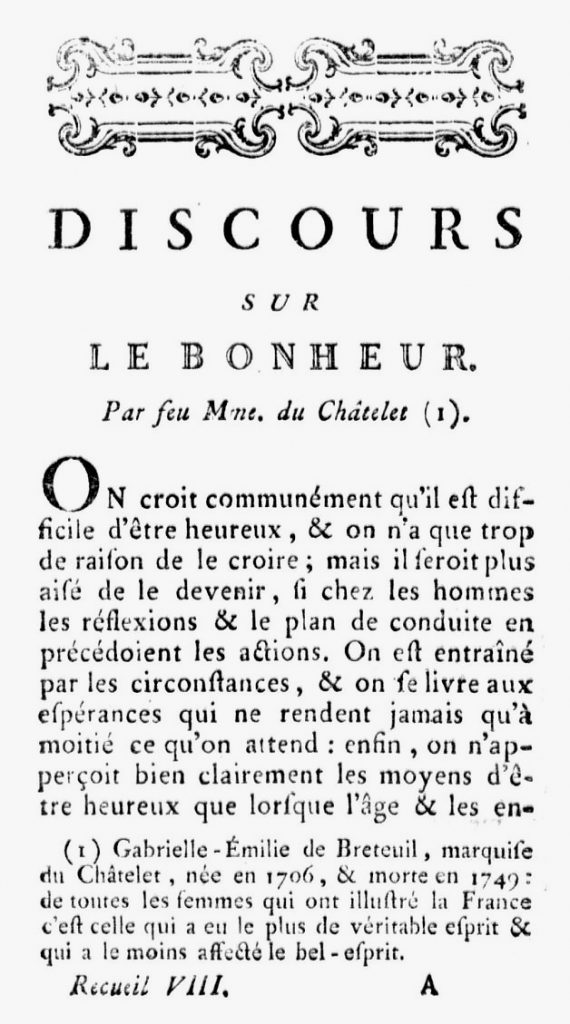 DISCOURS
SUR
LE BONHEUR.
Par feu Mme. du Châtelet (1).
ON croit communément qu'il eſt dif-
ficile d'être heureux, & on n'a que trop
de raiſon de le croire; mais il ſeroit plus
aiſé de le devenir, ſi chez les hommes
les réflexions & le plan de conduite en
précédoient les actions. On eſt entraîné
par les circonſtances, & on ſe livre aux
eſpérances qui ne rendent jamais qu'à
moitié ce qu'on attend : enfin, on n'ap-
perçoit bien clairement les moyens d'ê-
tre heureux que lorſque l'âge & les en-
(1) Gabrielle-Émilie de Breteuil, marquiſe
du Châtelet, née en 1706, & morte en 1749:
de toutes les femmes qui ont illuſtré la France
c'eſt celle qui a eu le plus de véritable eſprit &
qui a le moins affecté le bel-eſprit.
Recueil VIII. A